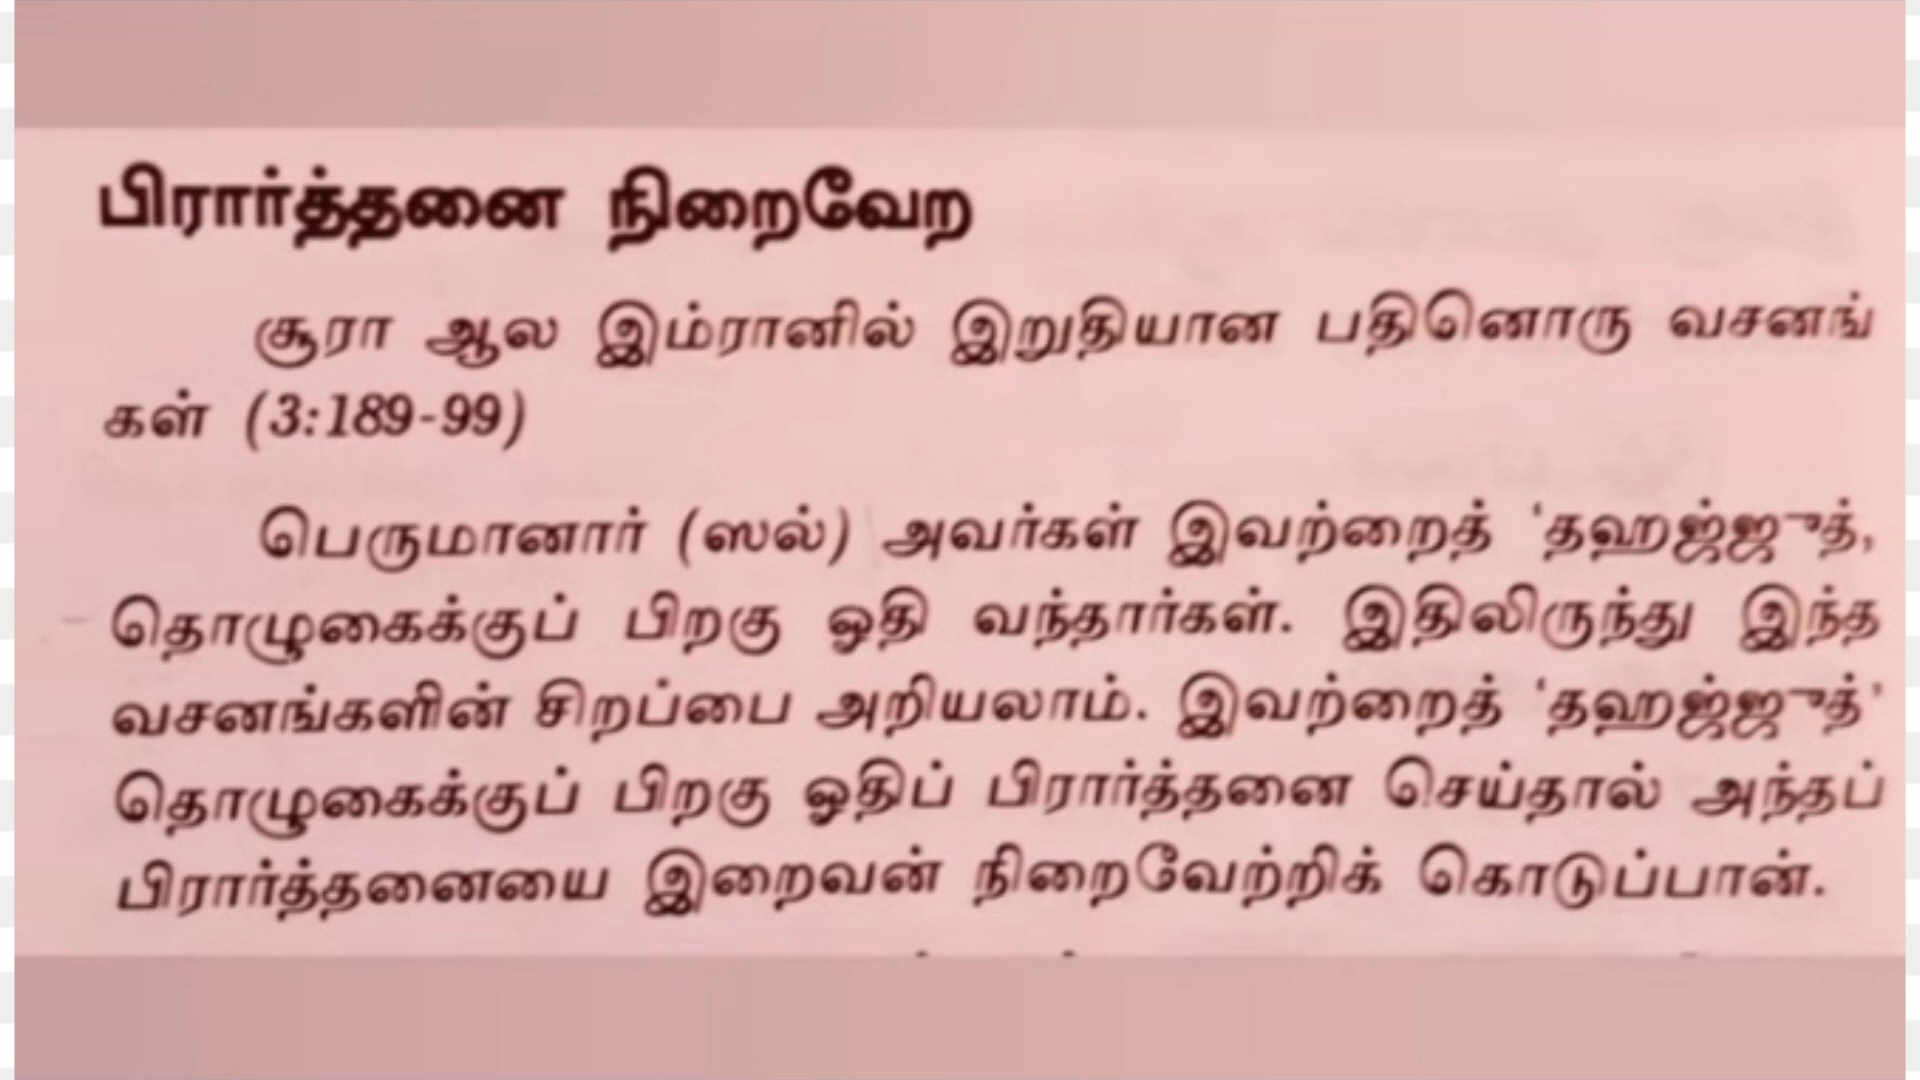 பிரார்த்தனை நிறைவேற
சூரா ஆல இம்ரானில் இறுதியான பதினொரு வசனங்
கள் (3:189-99)
பெருமானார் (ஸல்) அவர்கள் இவற்றைத் 'தஹஜ்ஜுத்,
தொழுகைக்குப் பிறகு ஓதி வந்தார்கள். இதிலிருந்து இந்த
வசனங்களின் சிறப்பை அறியலாம். இவற்றைத் 'தஹஜ்ஜுத்'
தொழுகைக்குப் பிறகு ஓதிப் பிரார்த்தனை செய்தால் அந்தப்
பிரார்த்தனையை இறைவன் நிறைவேற்றிக் கொடுப்பான்.